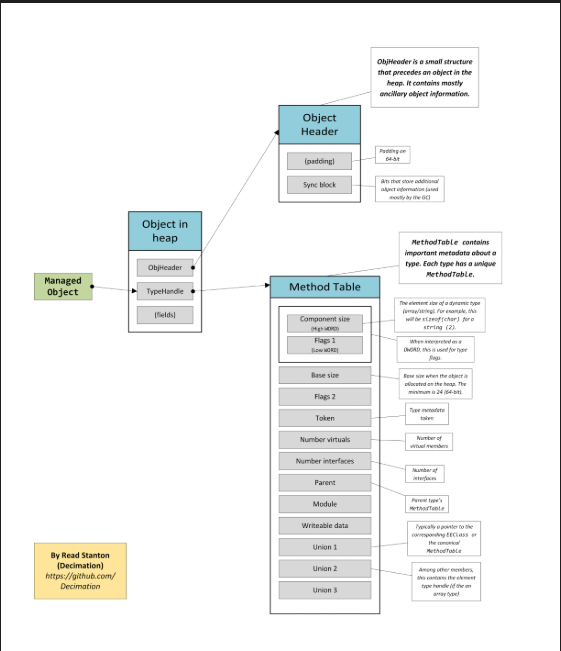 ObjHeader is a small structure
that precedes an object in the
heap. It contains mostly
ancillary object information.
Object
Header
(padding)
Padding on
64-bit
Sync block
Bits that store additional
object information (used
mostly by the GC)
Object in
heap
ObjHeader
TypeHandle
(fields)
Managed
Object
MethodTable contains
important metadata about a
type. Each type has a unique
MethodTable.
Method Table
Component size
(High WORD)
The element size of a dynamic type
(array/string). For example, this
will be sizeof(char) for a
string (2).
Flags 1
(Low WORD)
When interpreted as a
DWORD, this is used for type
flags.
Base size
Base size when the object is
allocated on the heap. The
minimum is 24 (64-bit).
Flags 2
Token
Type metadata
token
Number virtuals
Number of
virtual members
Number interfaces
Number of
interfaces
Parent
Parent type's
MethodTable
Module
Writeable data
Union 1
Typically a pointer to the
corresponding EEClass or
the canonical
MethodTable
Union 2
Among other members,
this contains the element
type handle (if the an
array type)
Union 3
By Read Stanton
(Decimation)
https://github.com/
Decimation